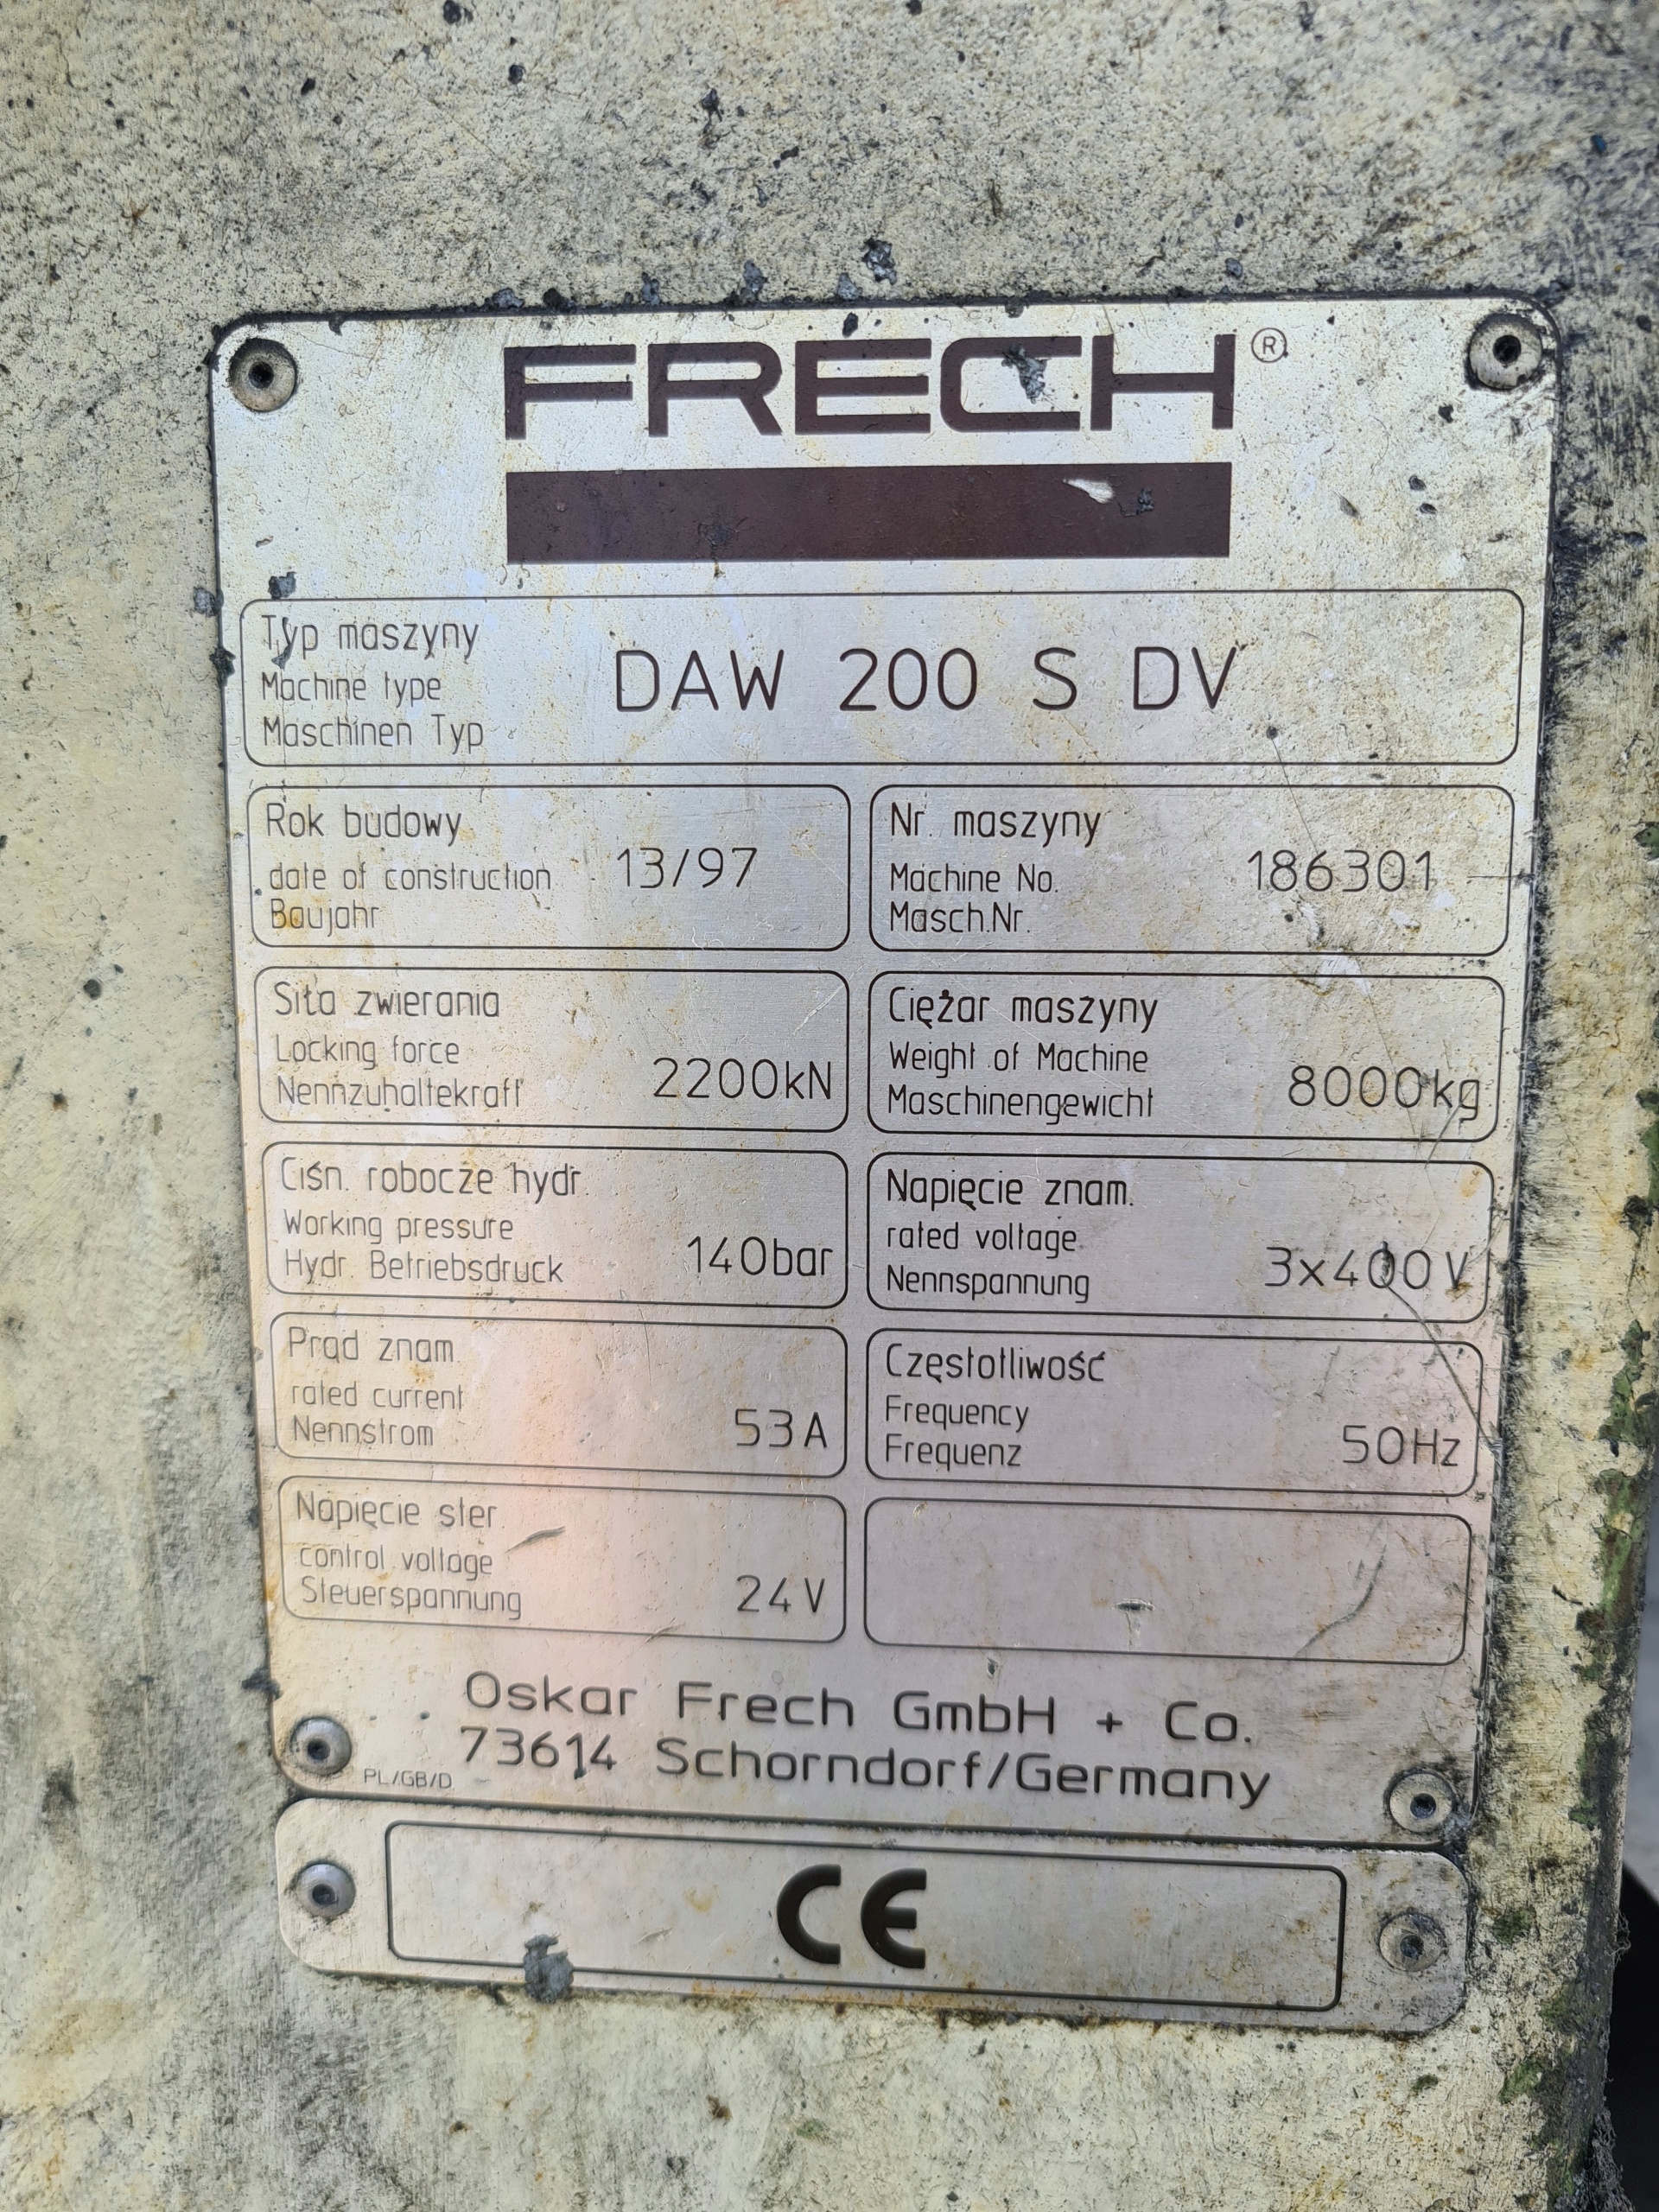 FRECH®
Typ maszyny
Machine type
Maschinen Typ
DAW 200 S DV
Rok budowy
date of construction
Baujahr
13/97
Nr. maszyny
Machine No.
Masch.Nr.
186301
Siła zwierania
Locking force
Nennzuhaltekraft
2200kN
Ciężar maszyny
Weight of Machine
Maschinengewicht
8000kg
Ciśn. robocze hydr.
Working pressure
Hydr. Betriebsdruck
140bar
Napięcie znam.
rated voltage
Nennspannung
3x400V
Prąd znam.
rated current
Nennstrom
53A
Częstotliwość
Frequency
Frequenz
50Hz
Napięcie ster.
control voltage
Steuerspannung
24V
Oskar Frech GmbH + Co.
73614 Schorndorf/Germany
PL/GB/D
CE